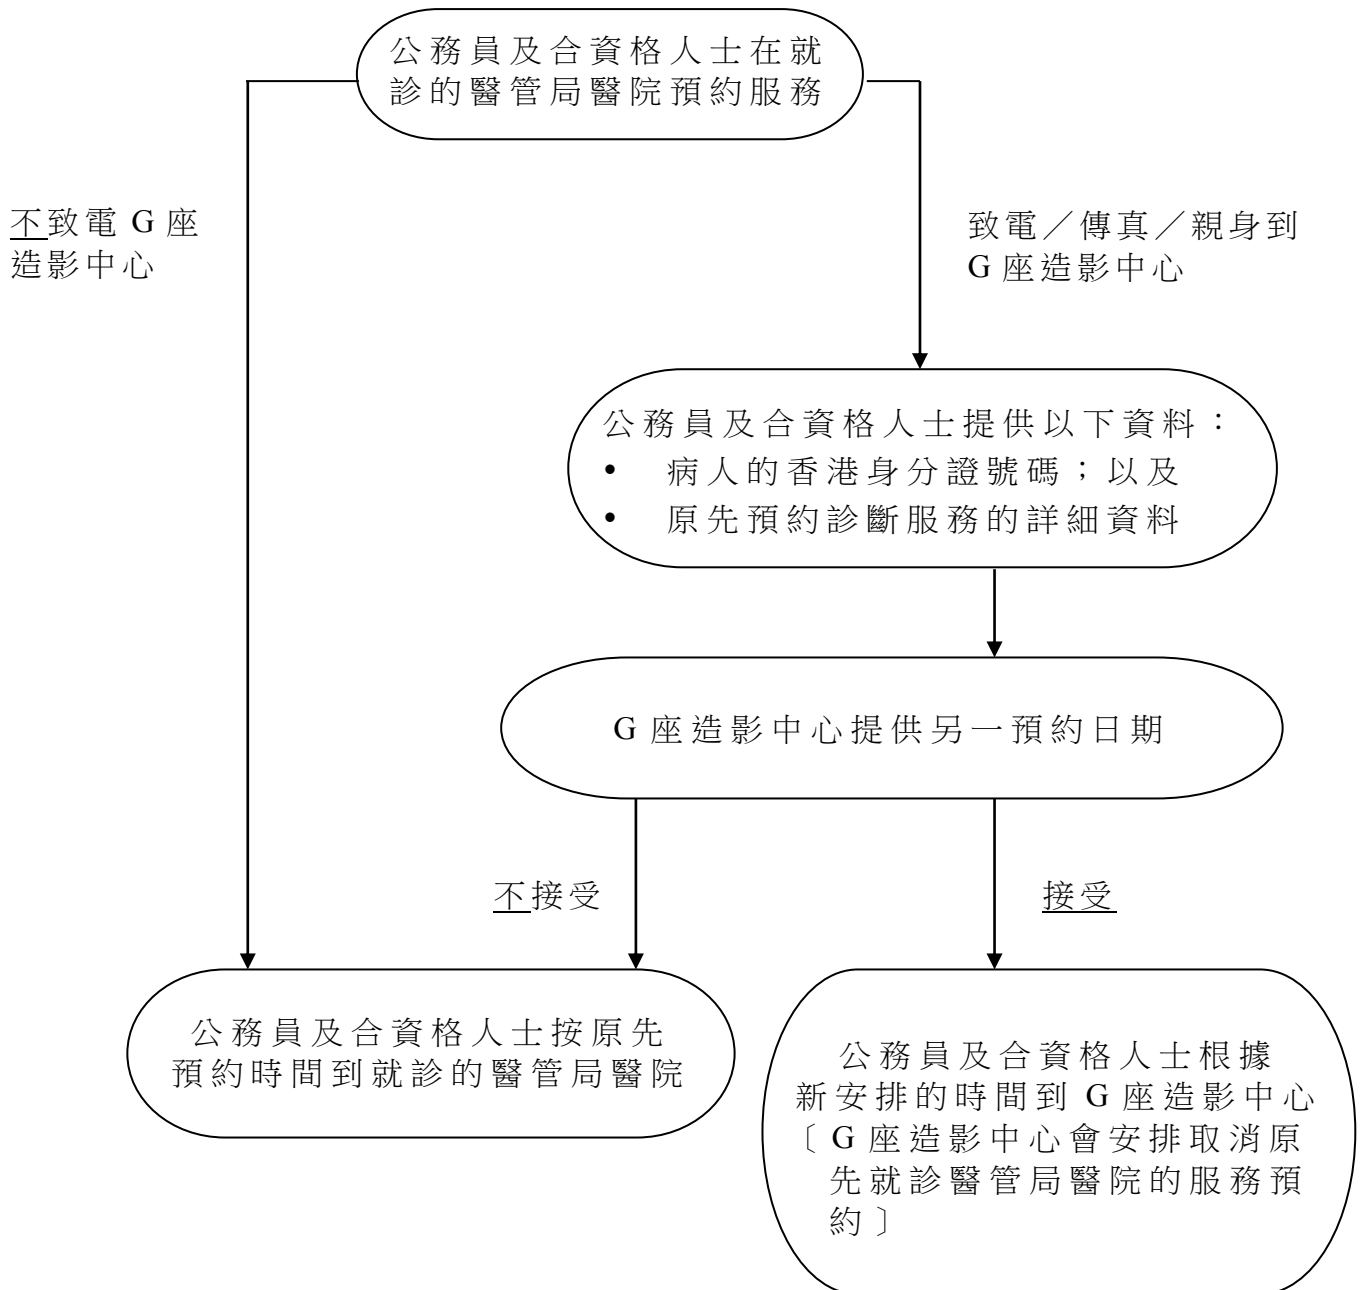 公務員及合資格人士在就
診的醫管局醫院預約服務
不致電 G 座
造影中心
致電／傳真／親身到
G 座造影中心
公務員及合資格人士提供以下資料：
• 病人的香港身分證號碼；以及
• 原先預約診斷服務的詳細資料
G 座造影中心提供另一預約日期
不接受
接受
公務員及合資格人士按原先
預約時間到就診的醫管局醫院
公務員及合資格人士根據
新安排的時間到 G 座造影中心
〔G 座造影中心會安排取消原
先就診醫管局醫院的服務預
約〕